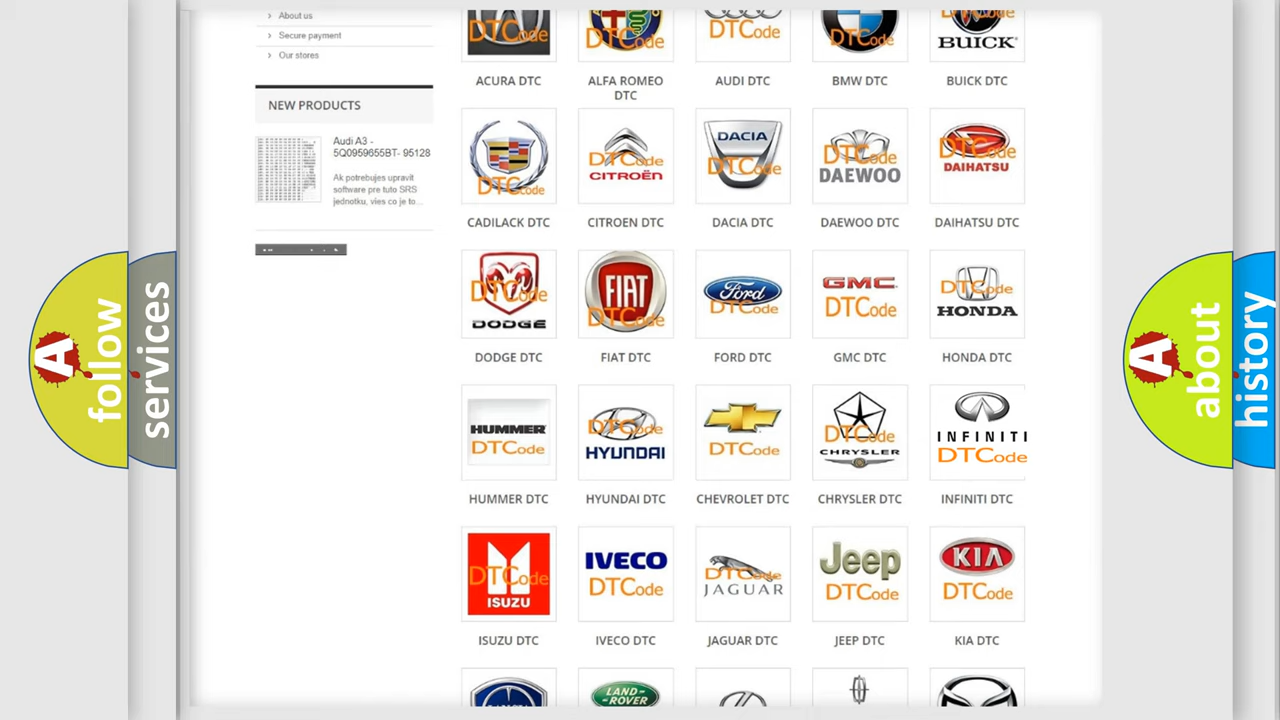 About us
Secure payment
Our stores
NEW PRODUCTS
Audi A3 -
5Q0959655BT- 95128
Ak potrebujes upravit
software pre tuto SRS
jednotku, vies co je to...
DTCode DTCode DTCode DTCode BUICK
ACURA DTC
ALFA ROMEO
DTC
AUDI DTC
BMW DTC
BUICK DTC
DTCode
DTCode
CITROËN
DACIA
DTCode
DTCode
DAEWOO
DTCode
DAIHATSU
CADILACK DTC
CITROEN DTC
DACIA DTC
DAEWOO DTC
DAIHATSU DTC
DTCode
DODGE
FIAT
DTCode
Ford
DTCode
GMC
DTCode
DTCode
HONDA
DODGE DTC
FIAT DTC
FORD DTC
GMC DTC
HONDA DTC
HUMMER
DTCode
DTCode
HYUNDAI
DTCode
DTCode
CHRYSLER
INFINITI
DTCode
HUMMER DTC
HYUNDAI DTC
CHEVROLET DTC
CHRYSLER DTC
INFINITI DTC
DTCode
ISUZU
IVECO
DTCode
DTCode
JAGUAR
Jeep
DTCode
KIA
DTCode
ISUZU DTC
IVECO DTC
JAGUAR DTC
JEEP DTC
KIA DTC
LAND-
ROVER
A
follow
services
A
about
history